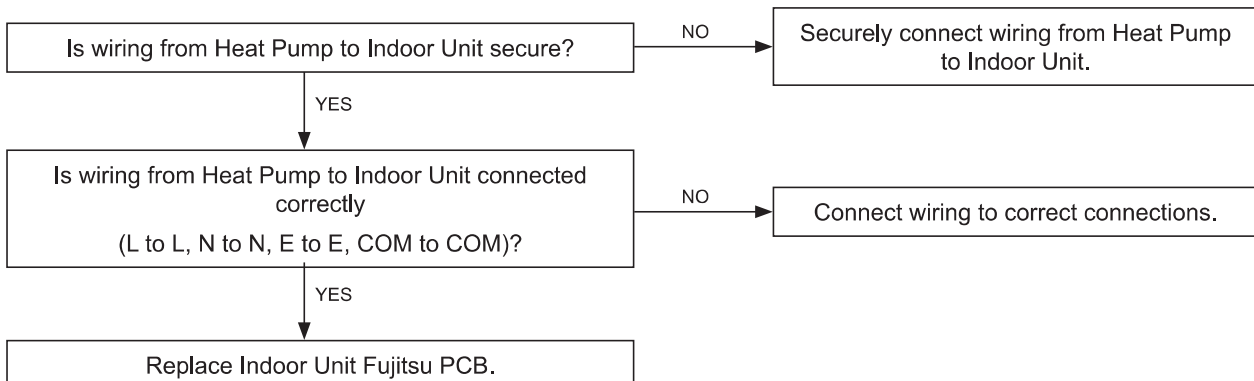 Is wiring from Heat Pump to Indoor Unit secure?
NO
Securely connect wiring from Heat Pump
to Indoor Unit.
YES
Is wiring from Heat Pump to Indoor Unit connected
correctly
(L to L, N to N, E to E, COM to COM)?
NO
Connect wiring to correct connections.
YES
Replace Indoor Unit Fujitsu PCB.